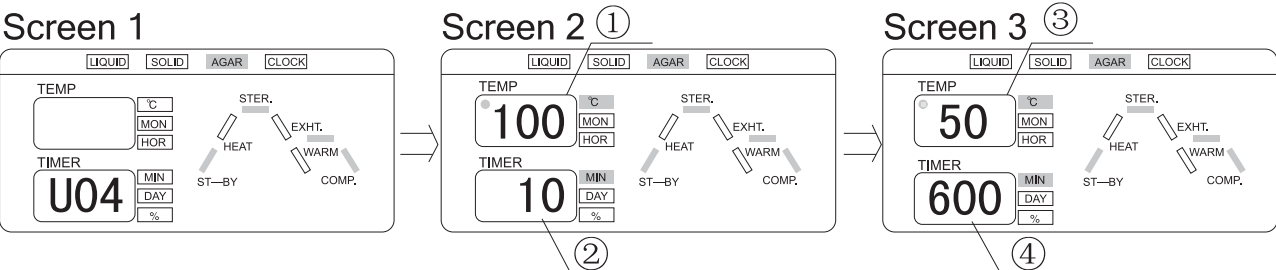 Screen 1
LIQUID SOLID AGAR CLOCK
TEMP
℃
MON
HOR
TIMER
U04
MIN
DAY
%
STER.
HEAT
EXHT.
WARM
ST—BY
COMP.
Screen 2 ①
LIQUID SOLID AGAR CLOCK
TEMP
100
℃
MON
HOR
TIMER
10
MIN
DAY
%
STER.
HEAT
EXHT.
WARM
ST—BY
COMP.
②
Screen 3 ③
LIQUID SOLID AGAR CLOCK
TEMP
50
℃
MON
HOR
TIMER
600
MIN
DAY
%
STER.
HEAT
EXHT.
WARM
ST—BY
COMP.
④